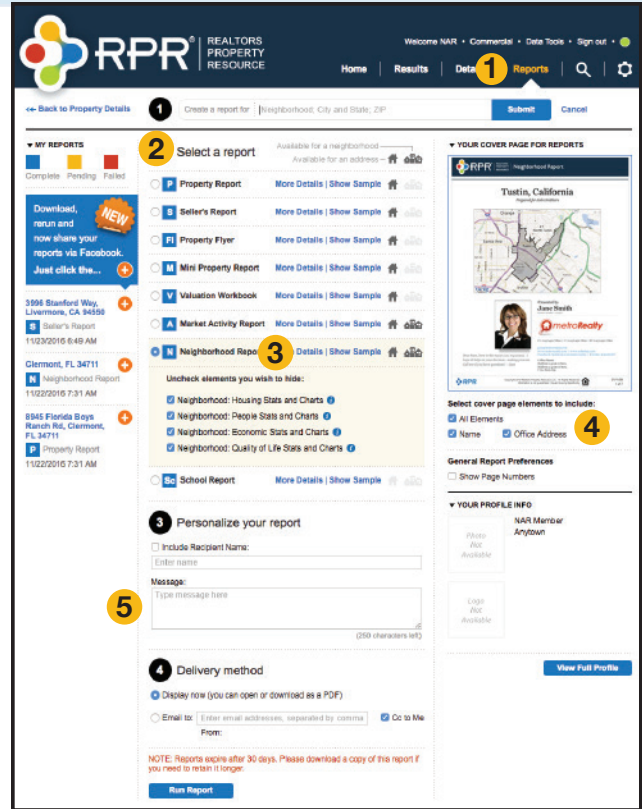 RPR® REALTORS PROPERTY RESOURCE
Welcome NAR • Commercial • Data Tools • Sign out •
Home | Results | Deta 1 Reports
<-- Back to Property Details
1 Create a report for Neighborhood, City and State; ZIP Submit Cancel
▼ MY REPORTS
Complete Pending Failed
Download, rerun and now share your reports via Facebook. Just click the...
NEW
3996 Stanford Way,
Livermore, CA 94550
S Seller's Report
11/23/2016 6:49 AM
Clermont, FL 34711
N Neighborhood Report
11/22/2016 7:31 AM
8945 Florida Boys
Ranch Rd, Clermont,
FL 34711
P Property Report
11/22/2016 7:31 AM
2 Select a report
Available for a neighborhood
Available for an address
P Property Report More Details | Show Sample
S Seller's Report More Details | Show Sample
Fl Property Flyer More Details | Show Sample
M Mini Property Report More Details | Show Sample
V Valuation Workbook More Details | Show Sample
A Market Activity Report More Details | Show Sample
N Neighborhood Repo 3 Details | Show Sample
Uncheck elements you wish to hide:
Neighborhood: Housing Stats and Charts
Neighborhood: People Stats and Charts
Neighborhood: Economic Stats and Charts
Neighborhood: Quality of Life Stats and Charts
Sc School Report More Details | Show Sample
3 Personalize your report
Include Recipient Name:
Enter name
Message:
5
Type message here
(250 characters left)
4 Delivery method
Display now (you can open or download as a PDF)
Email to: Enter email addresses, separated by comma Cc to Me
From:
NOTE: Reports expire after 30 days. Please download a copy of this report if
you need to retain it longer.
Run Report
▼ YOUR COVER PAGE FOR REPORTS
RPR Neighborhood Report
Tustin, California
Presented by
Jane Smith
metroRealty
RPR
Select cover page elements to include:
All Elements
Name Office Address 4
General Report Preferences
Show Page Numbers
▼ YOUR PROFILE INFO
Photo
Not
Available
NAR Member
Anytown
Logo
Not
Available
View Full Profile